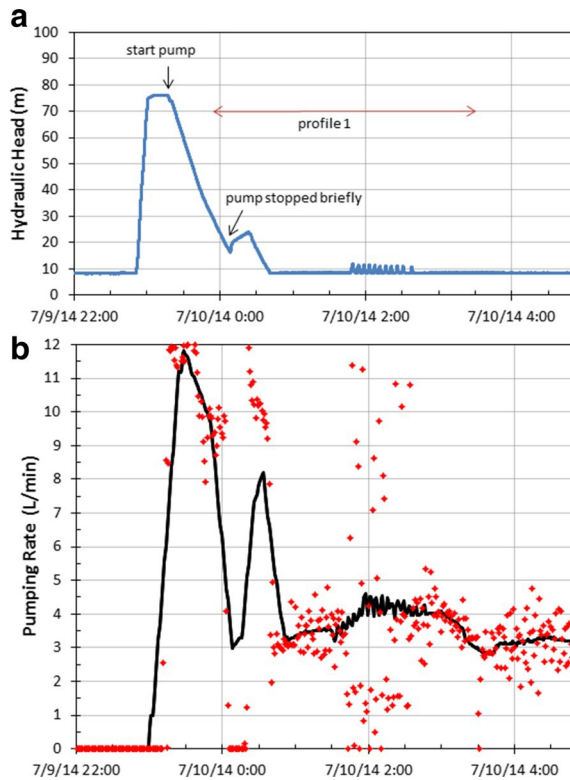 a
100
90
80
70
60
50
40
30
20
10
0
Hydraulic Head (m)
start pump
profile 1
pump stopped briefly
7/9/14 22:00 7/10/14 0:00 7/10/14 2:00 7/10/14 4:00
b
12
11
10
9
8
7
6
5
4
3
2
1
0
Pumping Rate (L/min)
7/9/14 22:00 7/10/14 0:00 7/10/14 2:00 7/10/14 4:00